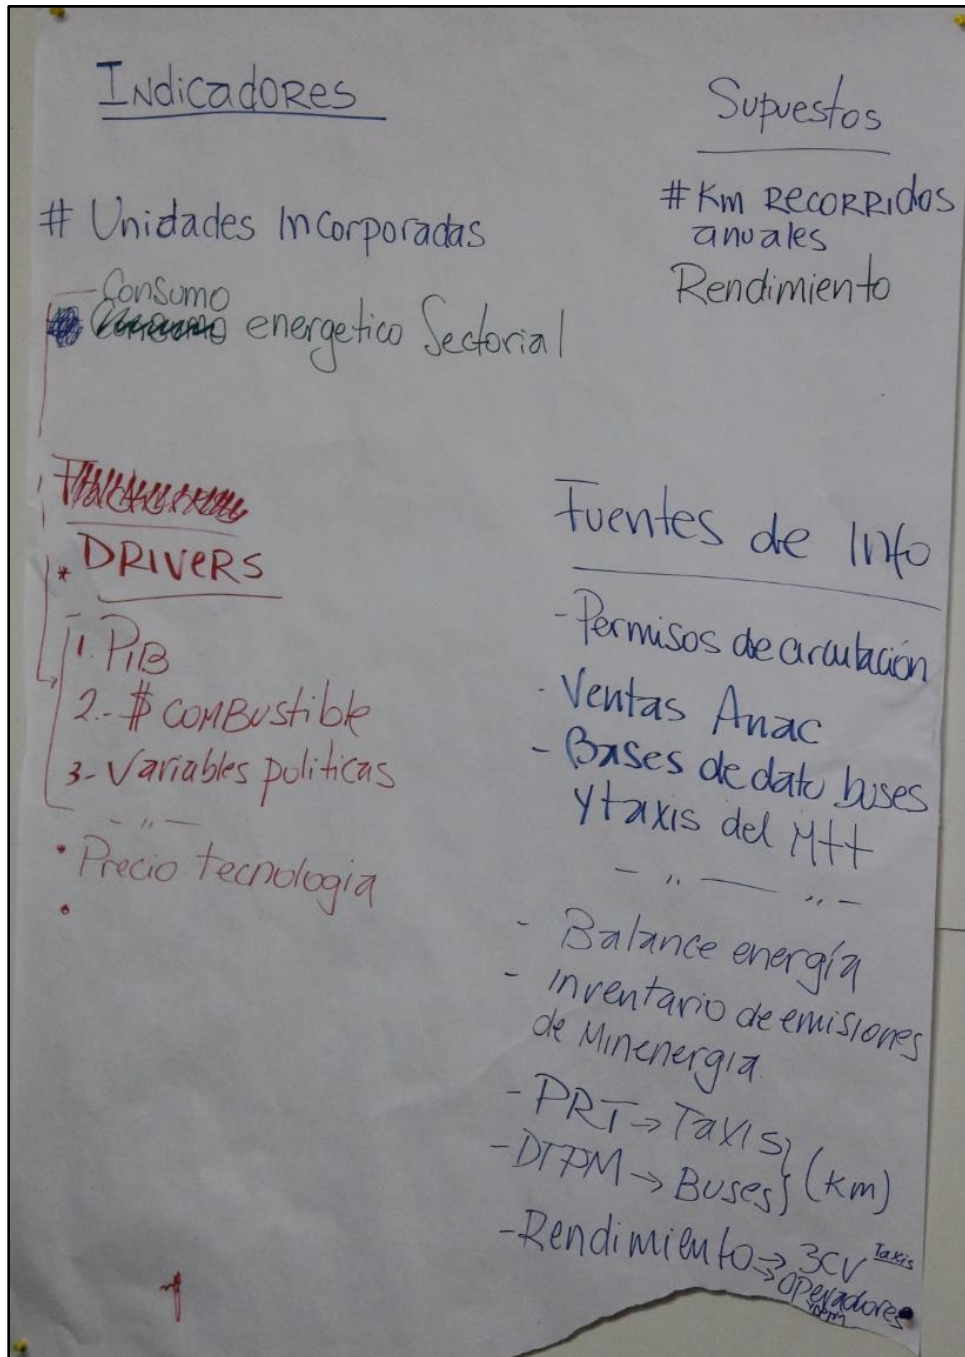 Indicadores
# Unidades Incorporadas
— Consumo
energetico Sectorial
Supuestos
# Km RECORRIdos
anuales
Rendimiento
* DRIVERS
1. PIB
2.- $ COMBUstible
3- Variables politicas
- " -
• Precio tecnologia
•
Fuentes de Info
- Permisos de circulación
- Ventas Anac
- Bases de dato buses
y taxis del Mtt
- " — " -
- Balance energía
- inventario de emisiones
de Minenergia.
- PRT → Taxis } (km)
- DTPM → Buses }
- Rendimiento → 3CV Taxis
→ Operadores
1